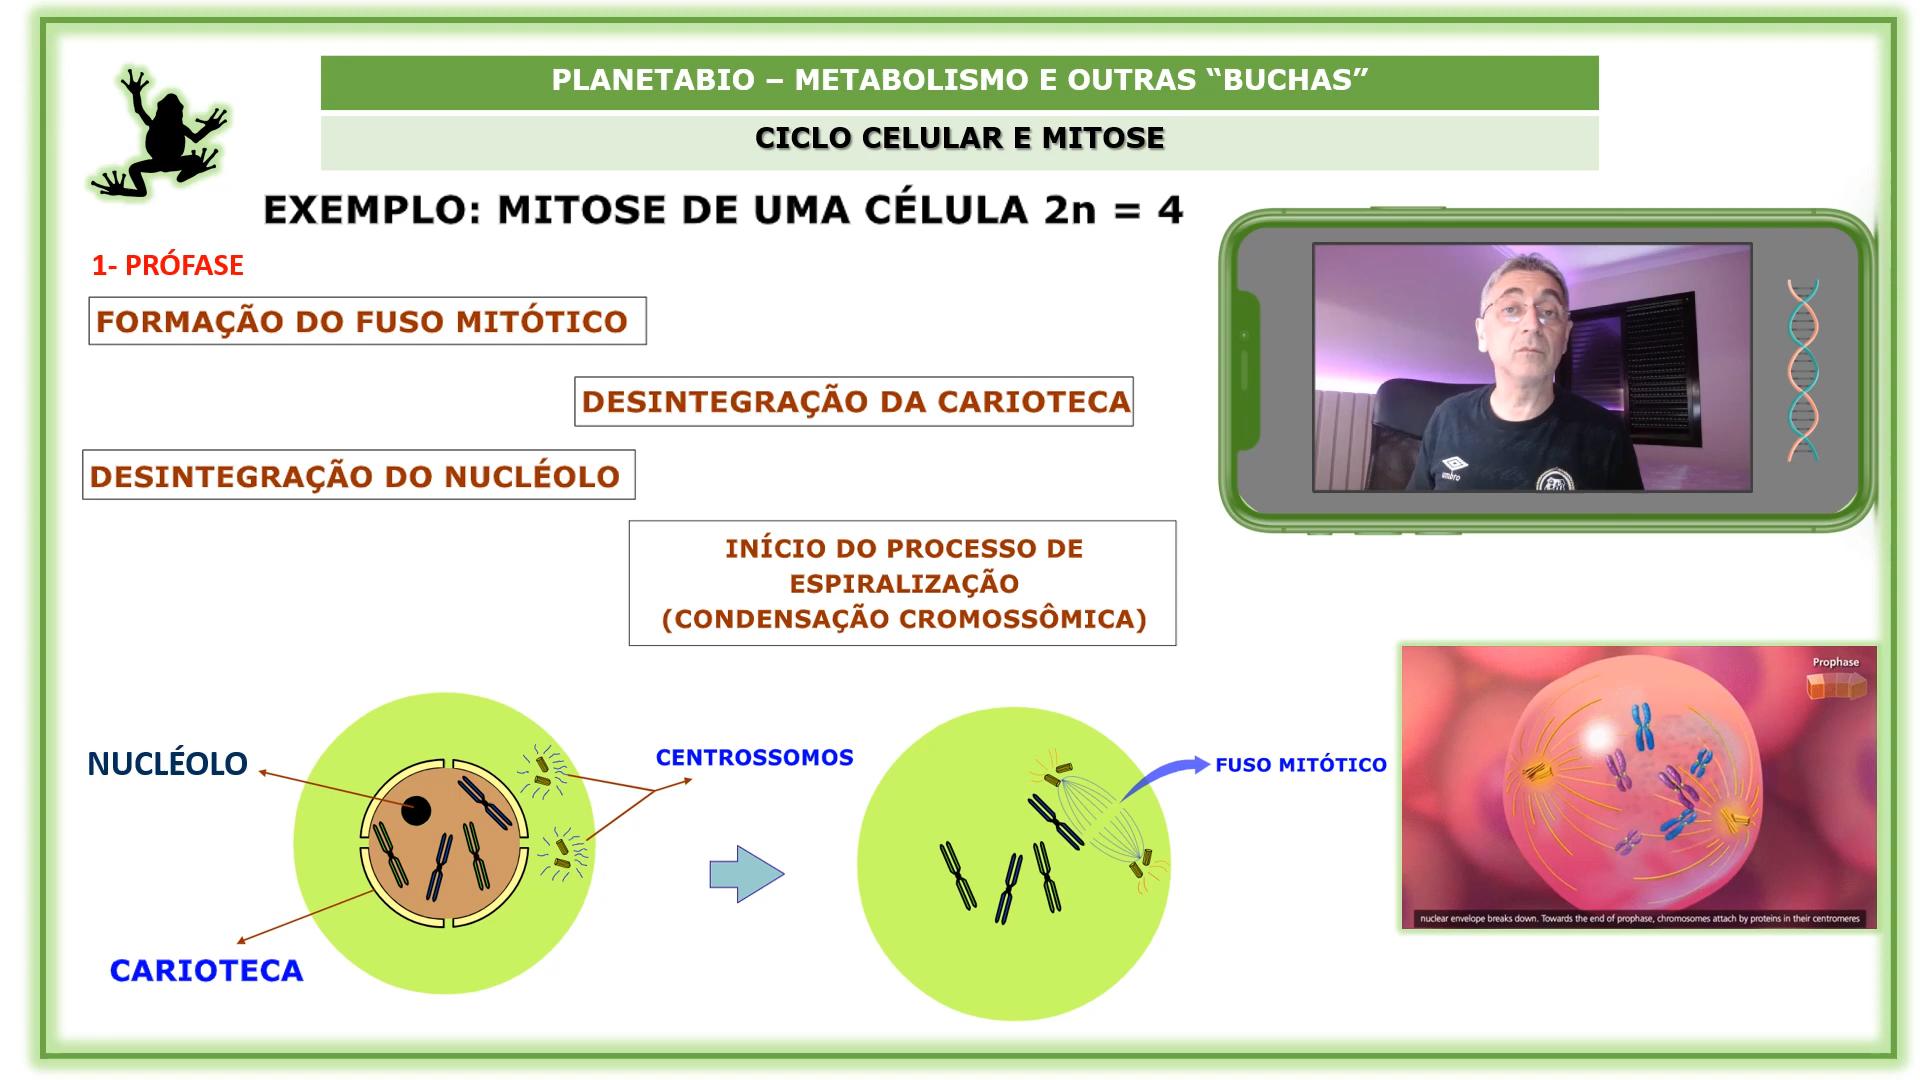 PLANETABIO – METABOLISMO E OUTRAS “BUCHAS”
CICLO CELULAR E MITOSE
EXEMPLO: MITOSE DE UMA CÉLULA 2n = 4
1- PRÓFASE
FORMAÇÃO DO FUSO MITÓTICO
DESINTEGRAÇÃO DA CARIOTECA
DESINTEGRAÇÃO DO NUCLÉOLO
INÍCIO DO PROCESSO DE
ESPIRALIZAÇÃO
(CONDENSAÇÃO CROMOSSÔMICA)
umbro
NUCLÉOLO
CENTROSSOMOS
CARIOTECA
FUSO MITÓTICO
Prophase
nuclear envelope breaks down. Towards the end of prophase, chromosomes attach by proteins in their centromeres